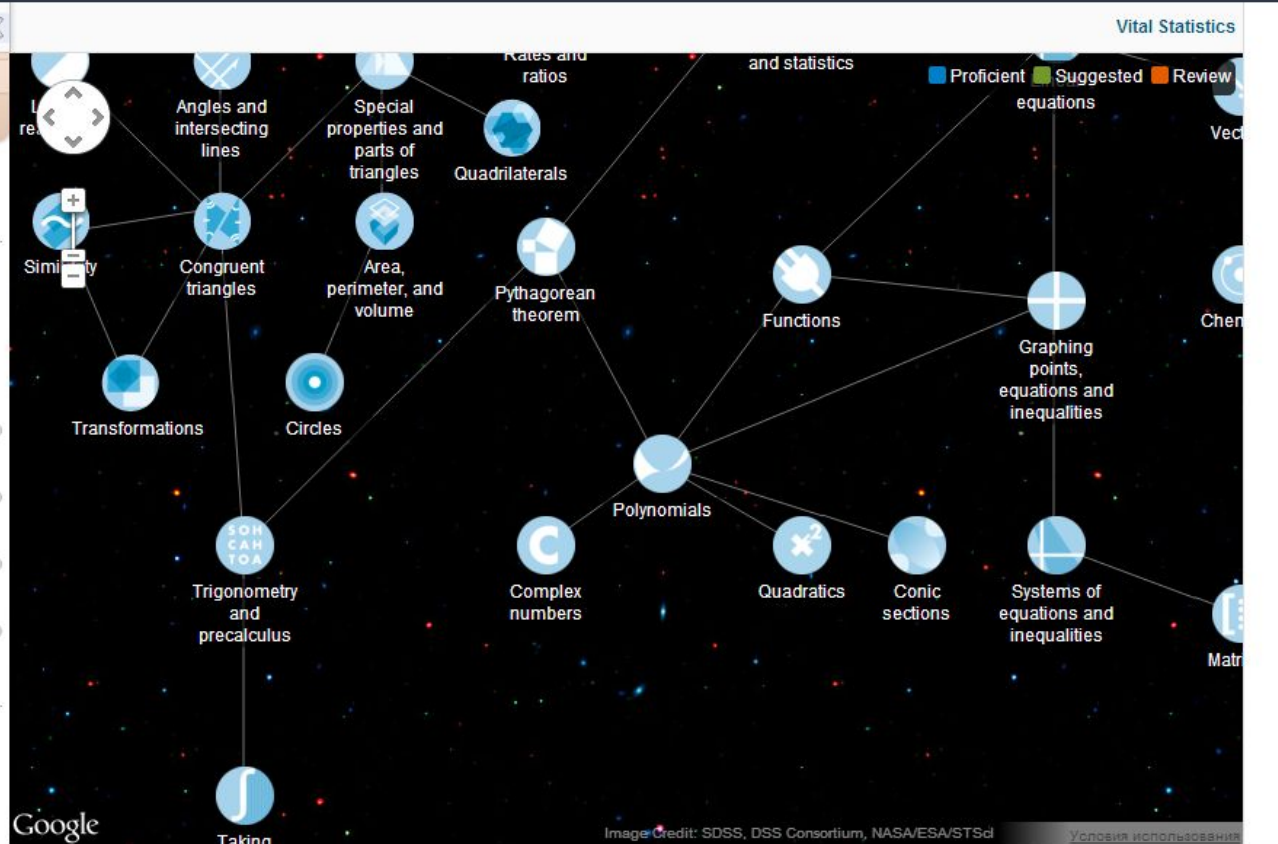 Vital Statistics
Rates and
ratios
and statistics
Proficient
Suggested
Review
equations
Angles and
intersecting
lines
Special
properties and
parts of
triangles
Quadrilaterals
Congruent
triangles
Area,
perimeter, and
volume
Pythagorean
theorem
Functions
Graphing
points,
equations and
inequalities
Transformations
Circles
Polynomials
SOH
CAH
TOA
Trigonometry
and
precalculus
C
Complex
numbers
x²
Quadratics
Conic
sections
Systems of
equations and
inequalities
Taking
Google
Image Credit: SDSS, DSS Consortium, NASA/ESA/STScI
Условия использования